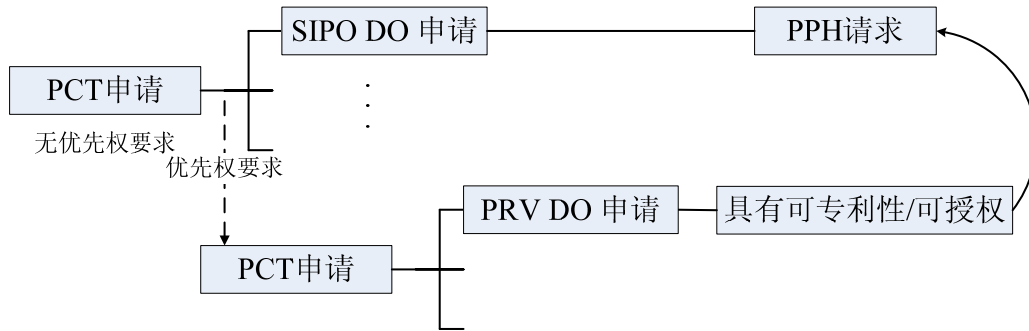 SIPO DO 申请
PPH请求
PCT申请
无优先权要求
优先权要求
PRV DO 申请
具有可专利性/可授权
PCT申请